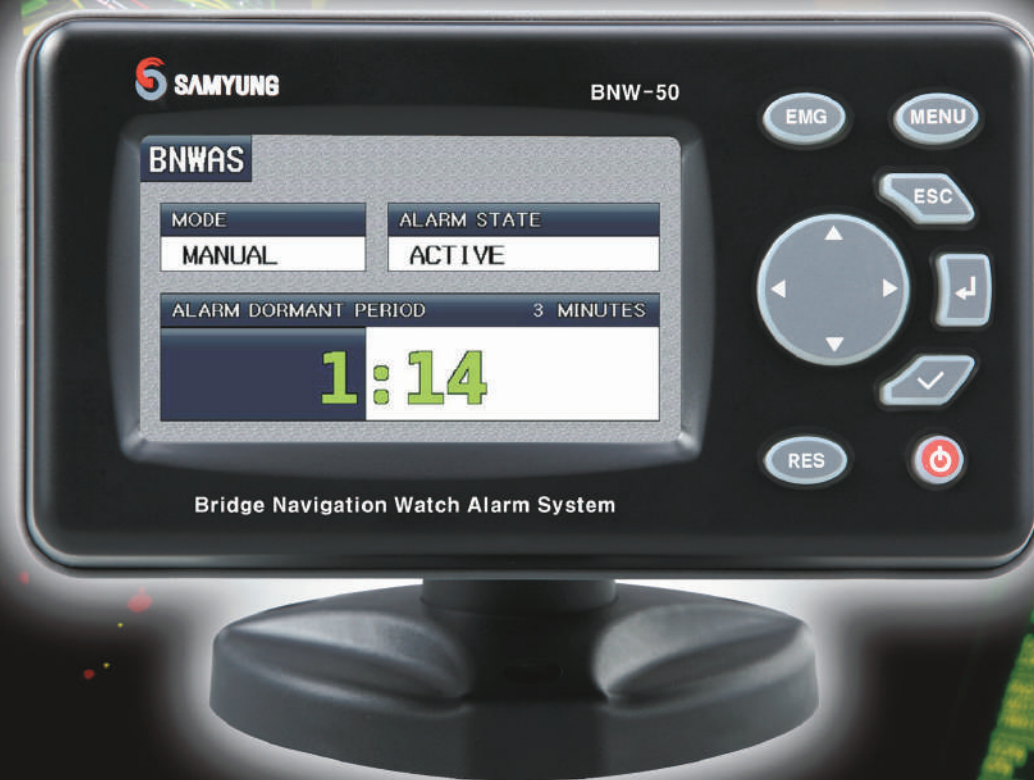 SAMYUNG
BNW-50
EMG
MENU
BNWAS
ESC
MODE
ALARM STATE
MANUAL
ACTIVE
ALARM DORMANT PERIOD 3 MINUTES
1:14
RES
Bridge Navigation Watch Alarm System